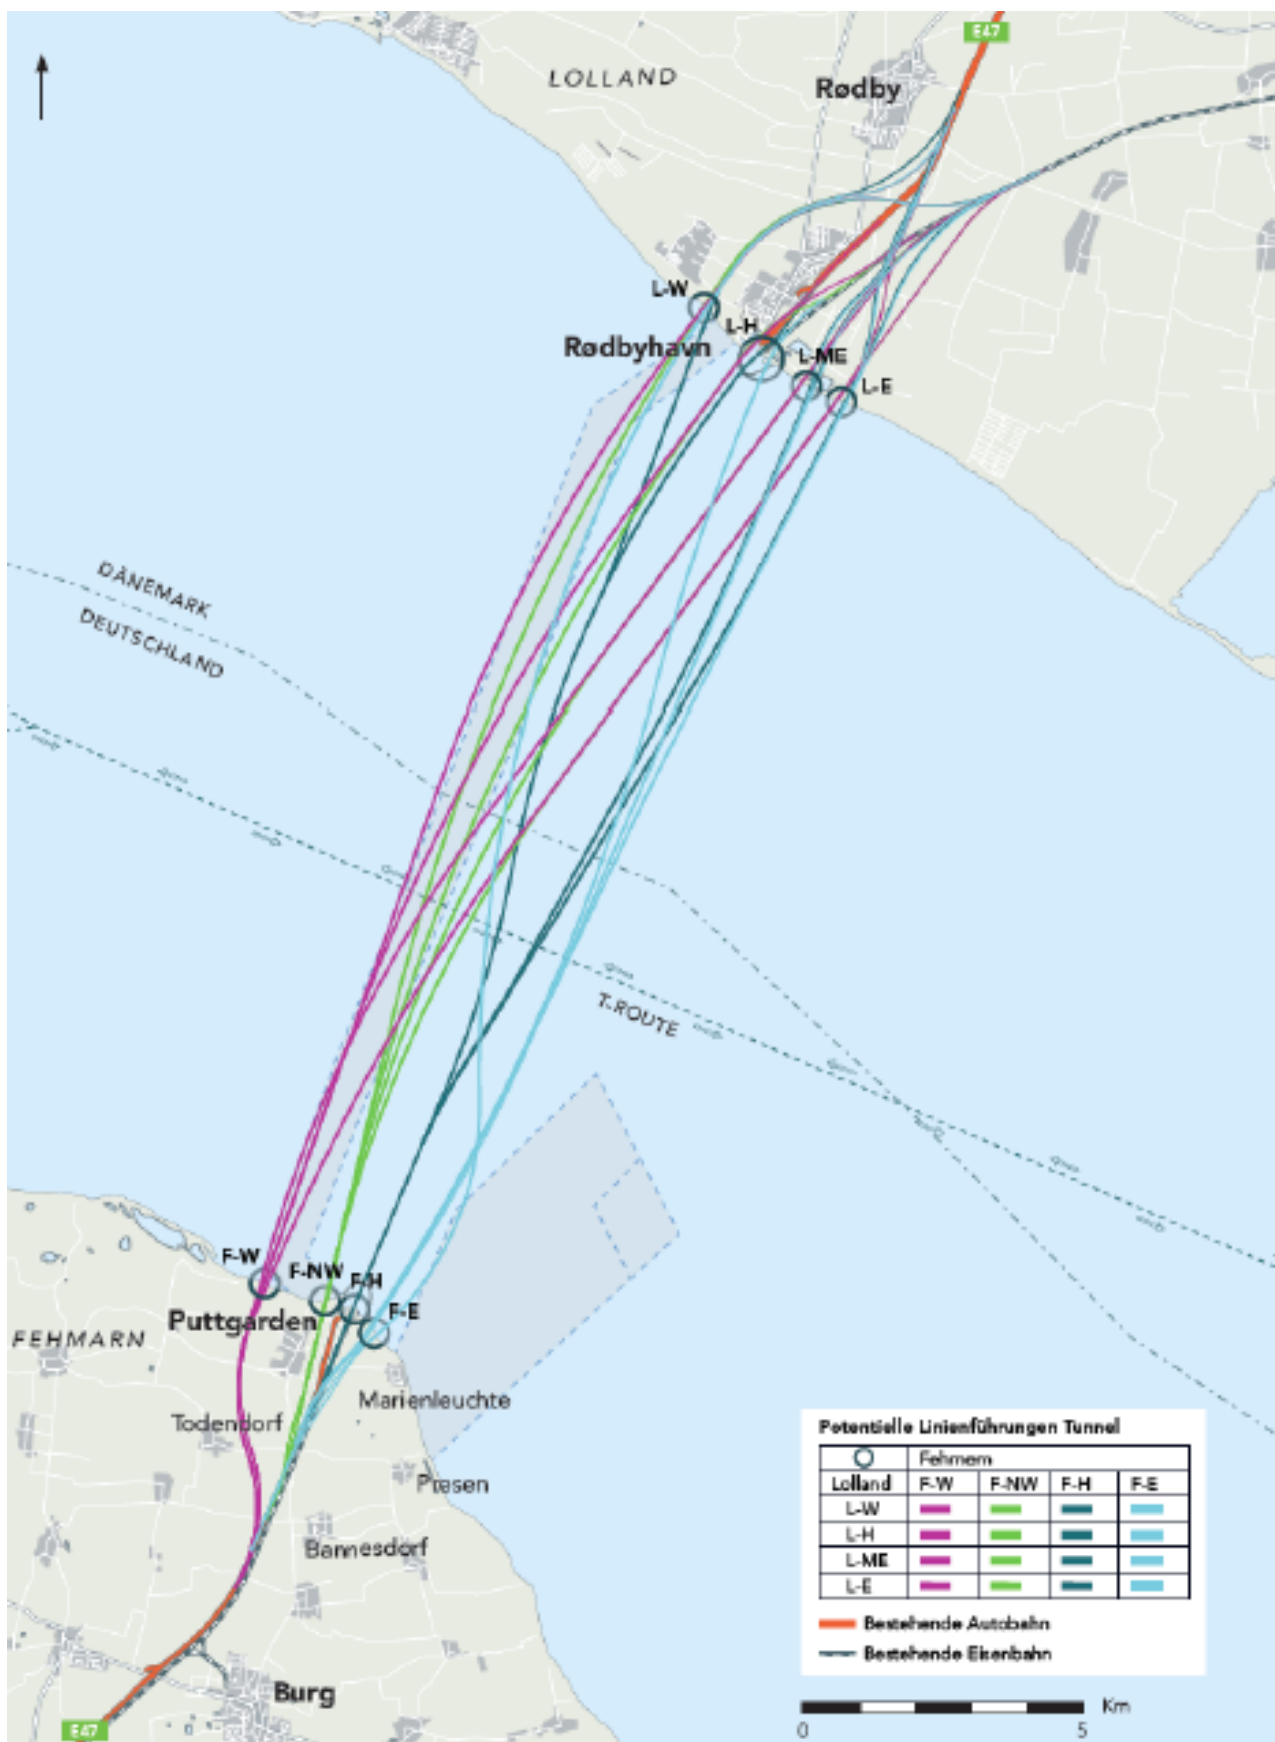 E47
LOLLAND
Rødby
L-W
L-H
Rødbyhavn
L-ME
L-E
DÄNEMARK
DEUTSCHLAND
T-ROUTE
F-W
F-NW
F-H
Puttgarden
F-E
FEHMARN
Marienleuchte
Todendorf
Presen
Bannesdorf
Burg
E47
Potentielle Linienführungen Tunnel
Fehmern
Lolland F-W F-NW F-H F-E
L-W
L-H
L-ME
L-E
Bestehende Autobahn
Bestehende Eisenbahn
Km
0 5